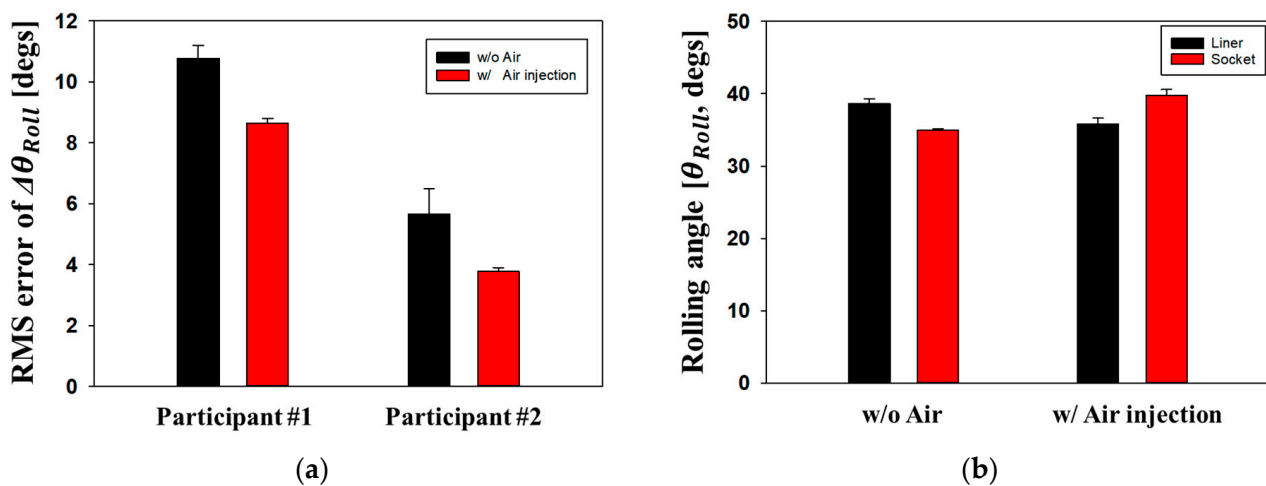 RMS error of Δθ_Roll [degs]
12
10
8
6
4
2
0
w/o Air
w/ Air injection
Participant #1
Participant #2
(a)
Rolling angle [θ_Roll, degs]
50
40
30
20
10
0
Liner
Socket
w/o Air
w/ Air injection
(b)